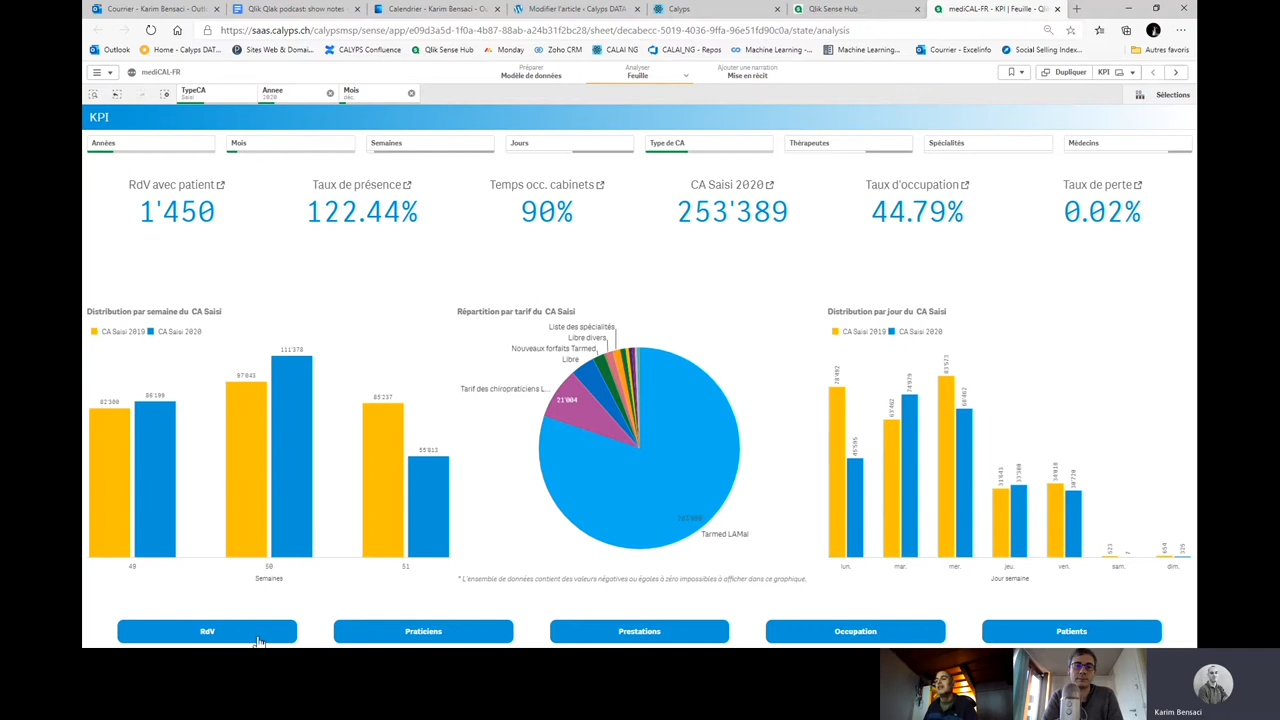 Courrier - Karim Bensaci - Outl
Qlik Qlak podcast: show notes -
Calendrier - Karim Bensaci - Ou
Modifier l'article ‹ Calyps DATA
Calyps
Qlik Sense Hub
mediCAL-FR - KPI | Feuille - Qli
https://saas.calyps.ch/calypsmsp/sense/app/e09d3a5d-1f0a-4b87-88ab-a24b31f2bc28/sheet/decabecc-5019-4036-9ffa-96e51fd90c0a/state/analysis
Outlook
Home - Calyps DAT...
Sites Web & Domai...
CALYPS Confluence
Qlik Sense Hub
Monday
Zoho CRM
CALAI NG
CALAI_NG - Repos
Machine Learning -...
Machine Learning...
Courrier - Excelinfo
Social Selling Index...
Autres favoris
mediCAL-FR
Préparer
Modèle de données
Analyser
Feuille
Ajouter une narration
Mise en récit
Dupliquer
KPI
TypeCA
Saisi
Annee
2020
Mois
déc.
Sélections
KPI
Années
Mois
Semaines
Jours
Type de CA
Thérapeutes
Spécialités
Médecins
RdV avec patient
1'450
Taux de présence
122.44%
Temps occ. cabinets
90%
CA Saisi 2020
253'389
Taux d'occupation
44.79%
Taux de perte
0.02%
Distribution par semaine du CA Saisi
CA Saisi 2019
CA Saisi 2020
97'043
111'378
85'237
55'813
49
50
51
Semaines
Répartition par tarif du CA Saisi
Liste des spécialités
Libre divers
Nouveaux forfaits Tarmed
Libre
Tarif des chiropraticiens L...
21'004
Tarmed LAMal
* L'ensemble de données contient des valeurs négatives ou égales à zéro impossibles à afficher dans ce graphique.
Distribution par jour du CA Saisi
CA Saisi 2019
CA Saisi 2020
lun.
mar.
mer.
jeu.
ven.
sam.
dim.
Jour semaine
RdV
Praticiens
Prestations
Occupation
Patients
Karim Bensaci